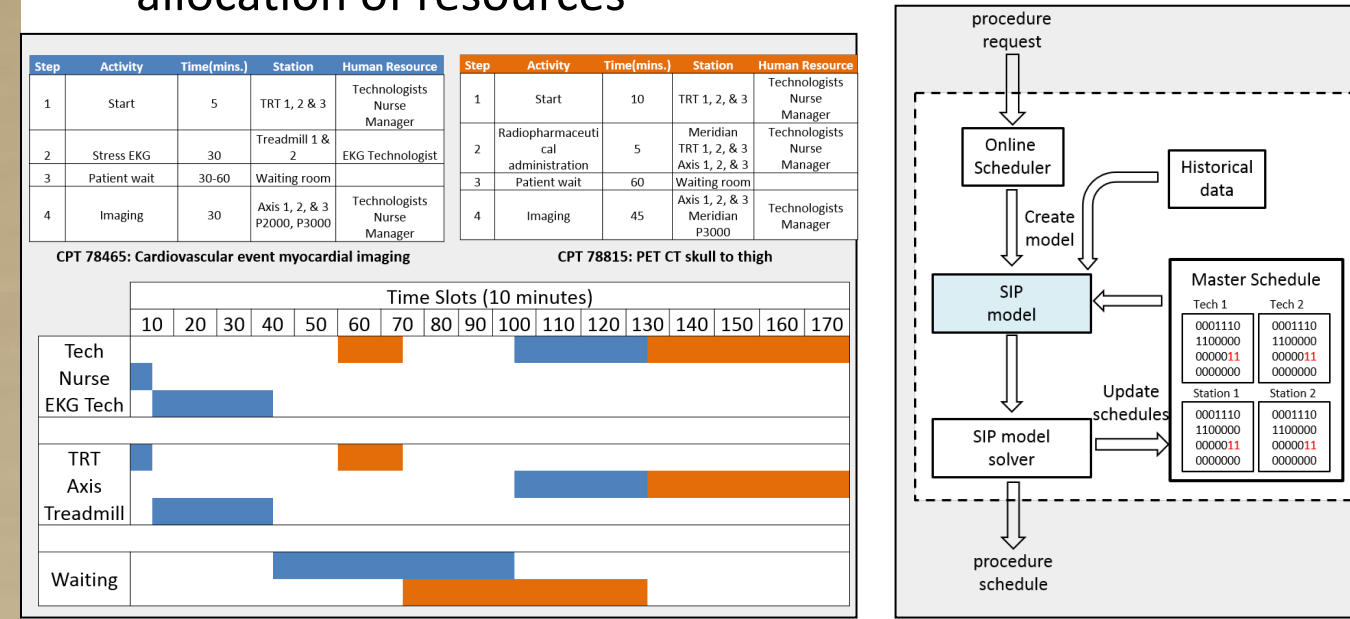 allocation of resources
Step Activity Time(mins.) Station Human Resource
1 Start 5 TRT 1, 2 & 3 Technologists
Nurse
Manager
2 Stress EKG 30 Treadmill 1 &
2 EKG Technologist
3 Patient wait 30-60 Waiting room
4 Imaging 30 Axis 1, 2, & 3
P2000, P3000 Technologists
Nurse
Manager
CPT 78465: Cardiovascular event myocardial imaging
Step Activity Time(mins.) Station Human Resource
1 Start 10 TRT 1, 2, & 3 Technologists
Nurse
Manager
2 Radiopharmaceuti
cal
administration 5 Meridian
TRT 1, 2, & 3
Axis 1, 2, & 3 Technologists
Nurse
Manager
3 Patient wait 60 Waiting room
4 Imaging 45 Axis 1, 2, & 3
Meridian
P3000 Technologists
Manager
CPT 78815: PET CT skull to thigh
Time Slots (10 minutes)
10 20 30 40 50 60 70 80 90 100 110 120 130 140 150 160 170
Tech
Nurse
EKG Tech
TRT
Axis
Treadmill
Waiting
procedure
request
Online
Scheduler
Historical
data
Create
model
SIP
model
Master Schedule
Tech 1 Tech 2
0001110 0001110
1100000 1100000
0000011 0000011
0000000 0000000
Station 1 Station 2
0001110 0001110
1100000 1100000
0000011 0000011
0000000 0000000
Update
schedules
SIP model
solver
procedure
schedule